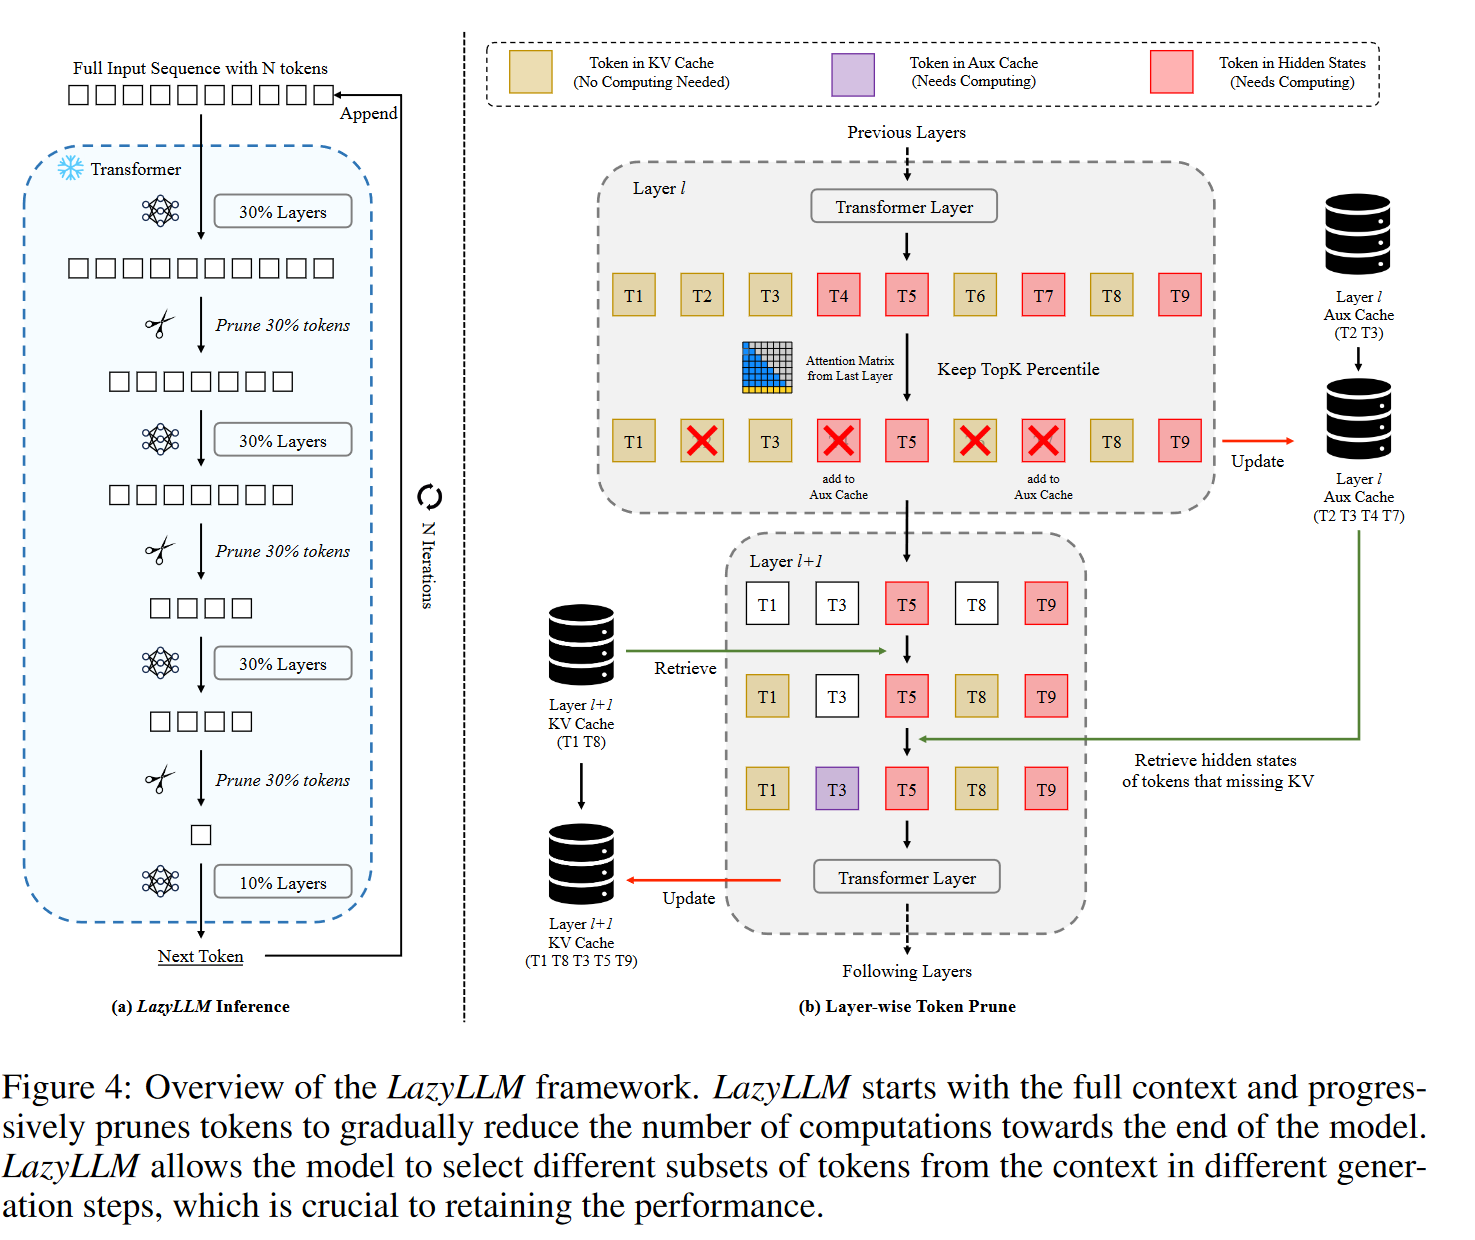 Full Input Sequence with N tokens
Append
Transformer
30% Layers
Prune 30% tokens
30% Layers
Prune 30% tokens
30% Layers
Prune 30% tokens
10% Layers
Next Token
N Iterations
(a) LazyLLM Inference
Token in KV Cache
(No Computing Needed)
Token in Aux Cache
(Needs Computing)
Token in Hidden States
(Needs Computing)
Previous Layers
Layer l
Transformer Layer
T1 T2 T3 T4 T5 T6 T7 T8 T9
Attention Matrix
from Last Layer
Keep TopK Percentile
T1 T3 T5 T8 T9
add to
Aux Cache
add to
Aux Cache
Update
Layer l
Aux Cache
(T2 T3)
Layer l
Aux Cache
(T2 T3 T4 T7)
Layer l+1
T1 T3 T5 T8 T9
Retrieve
Layer l+1
KV Cache
(T1 T8)
T1 T3 T5 T8 T9
Retrieve hidden states
of tokens that missing KV
T1 T3 T5 T8 T9
Transformer Layer
Update
Layer l+1
KV Cache
(T1 T8 T3 T5 T9)
Following Layers
(b) Layer-wise Token Prune
Figure 4: Overview of the LazyLLM framework. LazyLLM starts with the full context and progres-
sively prunes tokens to gradually reduce the number of computations towards the end of the model.
LazyLLM allows the model to select different subsets of tokens from the context in different gener-
ation steps, which is crucial to retaining the performance.